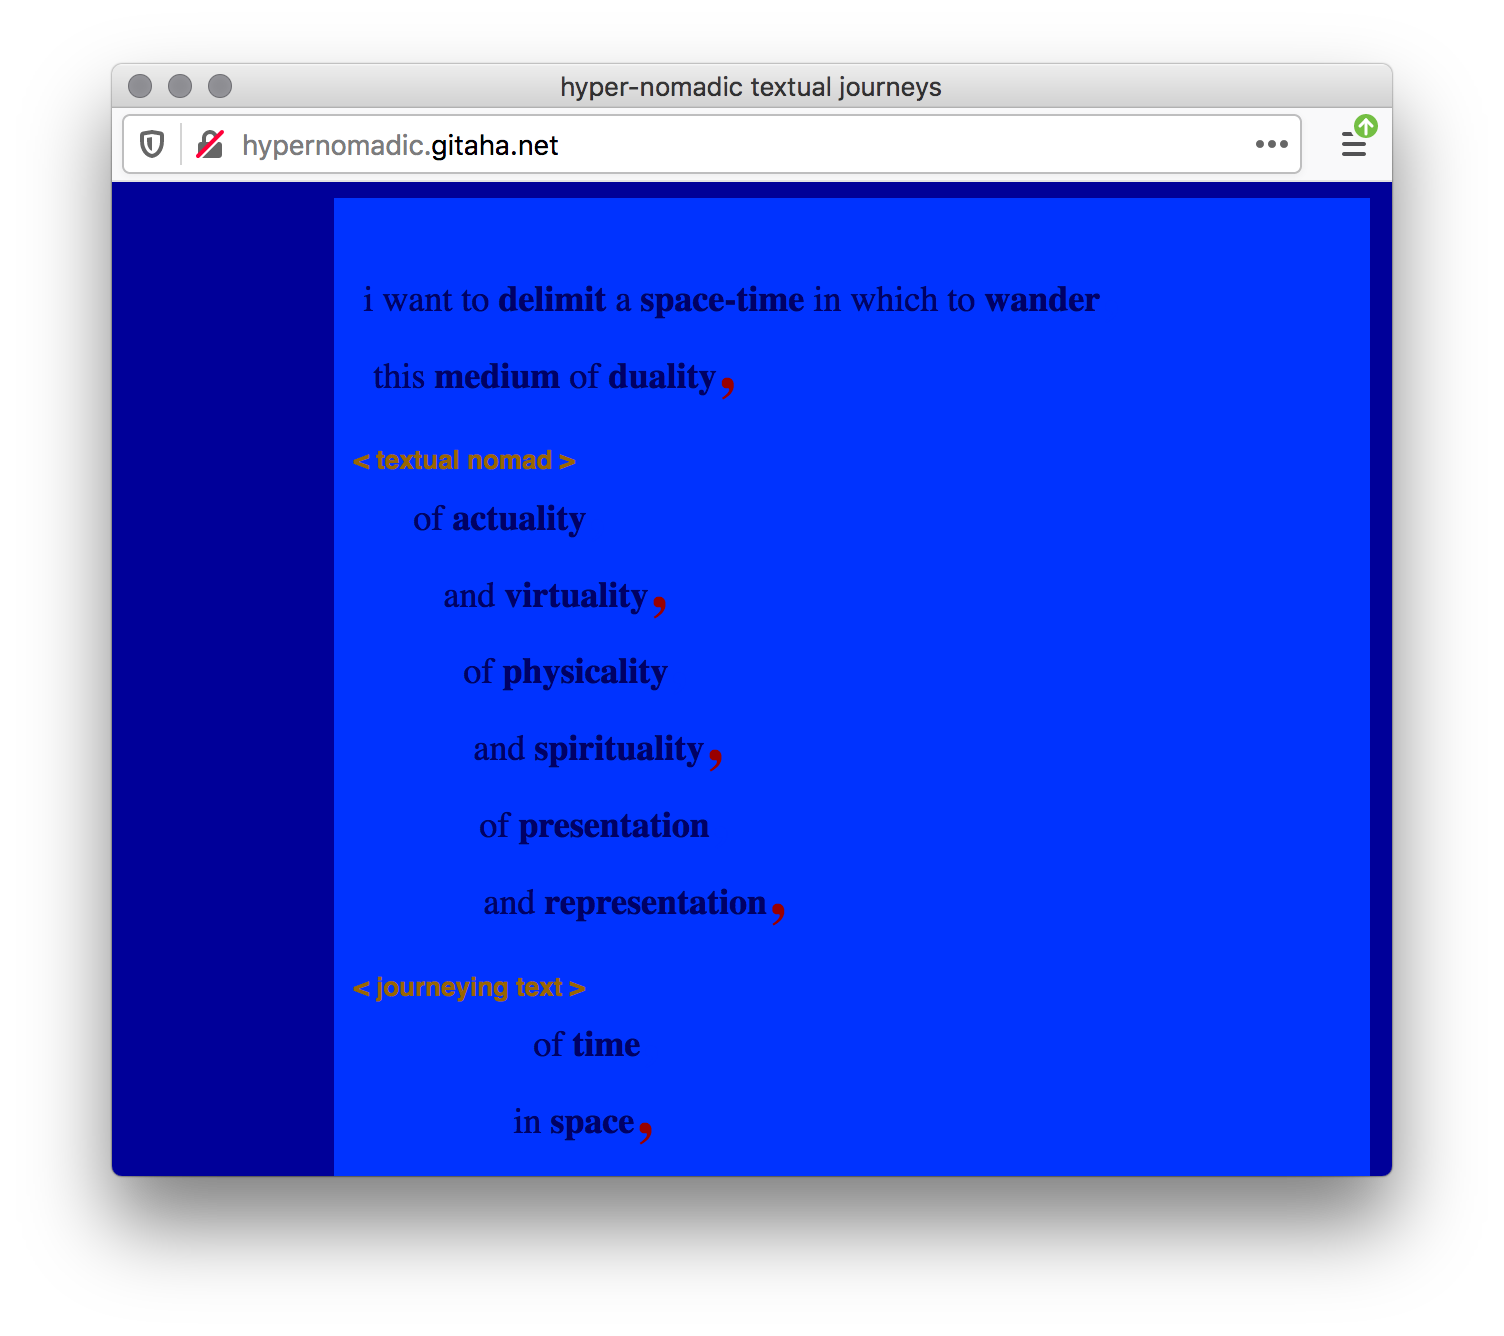 hyper-nomadic textual journeys
hypernomadic.gitaha.net
i want to delimit a space-time in which to wander
this medium of duality,
< textual nomad >
of actuality
and virtuality,
of physicality
and spirituality,
of presentation
and representation,
< journeying text >
of time
in space,